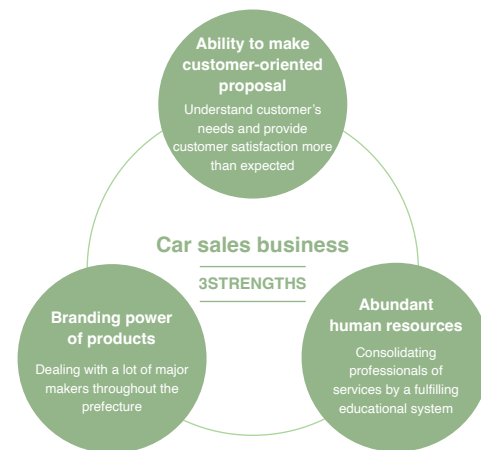 Ability to make
customer-oriented
proposal
Understand customer's
needs and provide
customer satisfaction more
than expected
Car sales business
3STRENGTHS
Branding power
of products
Dealing with a lot of major
makers throughout the
prefecture
Abundant
human resources
Consolidating
professionals of
services by a fulfilling
educational system